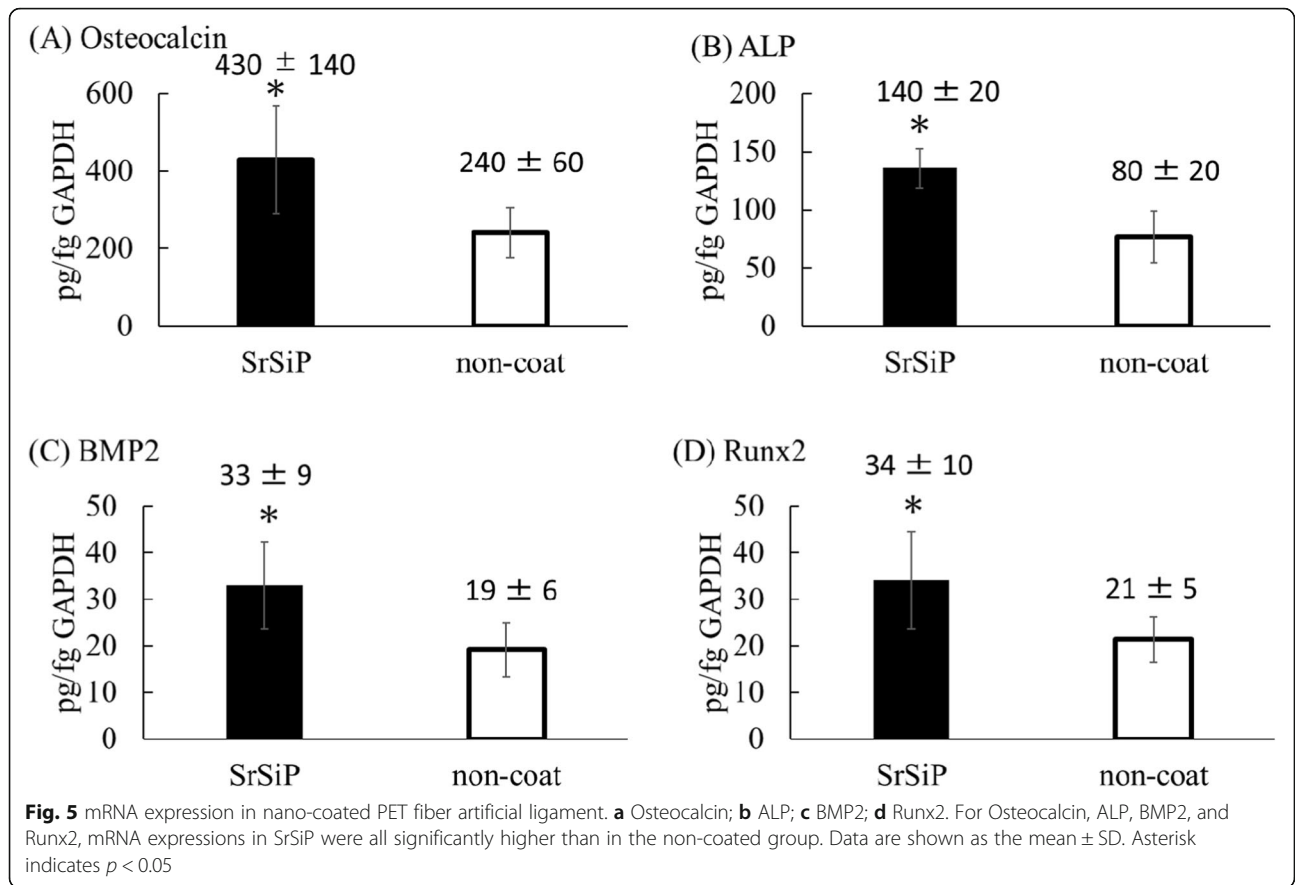 (A) Osteocalcin
430 ± 140
*
240 ± 60
pg/fg GAPDH
600
400
200
0
SrSiP
non-coat
(B) ALP
140 ± 20
*
80 ± 20
pg/fg GAPDH
200
150
100
50
0
SrSiP
non-coat
(C) BMP2
33 ± 9
*
19 ± 6
pg/fg GAPDH
50
40
30
20
10
0
SrSiP
non-coat
(D) Runx2
34 ± 10
*
21 ± 5
pg/fg GAPDH
50
40
30
20
10
0
SrSiP
non-coat
Fig. 5 mRNA expression in nano-coated PET fiber artificial ligament. a Osteocalcin; b ALP; c BMP2; d Runx2. For Osteocalcin, ALP, BMP2, and
Runx2, mRNA expressions in SrSiP were all significantly higher than in the non-coated group. Data are shown as the mean ± SD. Asterisk
indicates p < 0.05